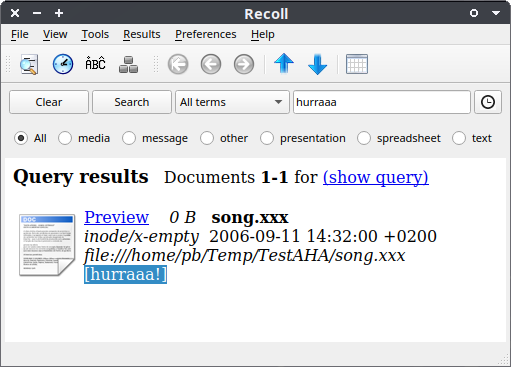 Recoll
File View Tools Results Preferences Help
ÀB̂Ċ
Clear Search All terms hurraaa
All media message other presentation spreadsheet text
Query results Documents 1-1 for (show query)
DOC
Preview 0 B song.xxx
inode/x-empty 2006-09-11 14:32:00 +0200
file:///home/pb/Temp/TestAHA/song.xxx
[hurraaa!]